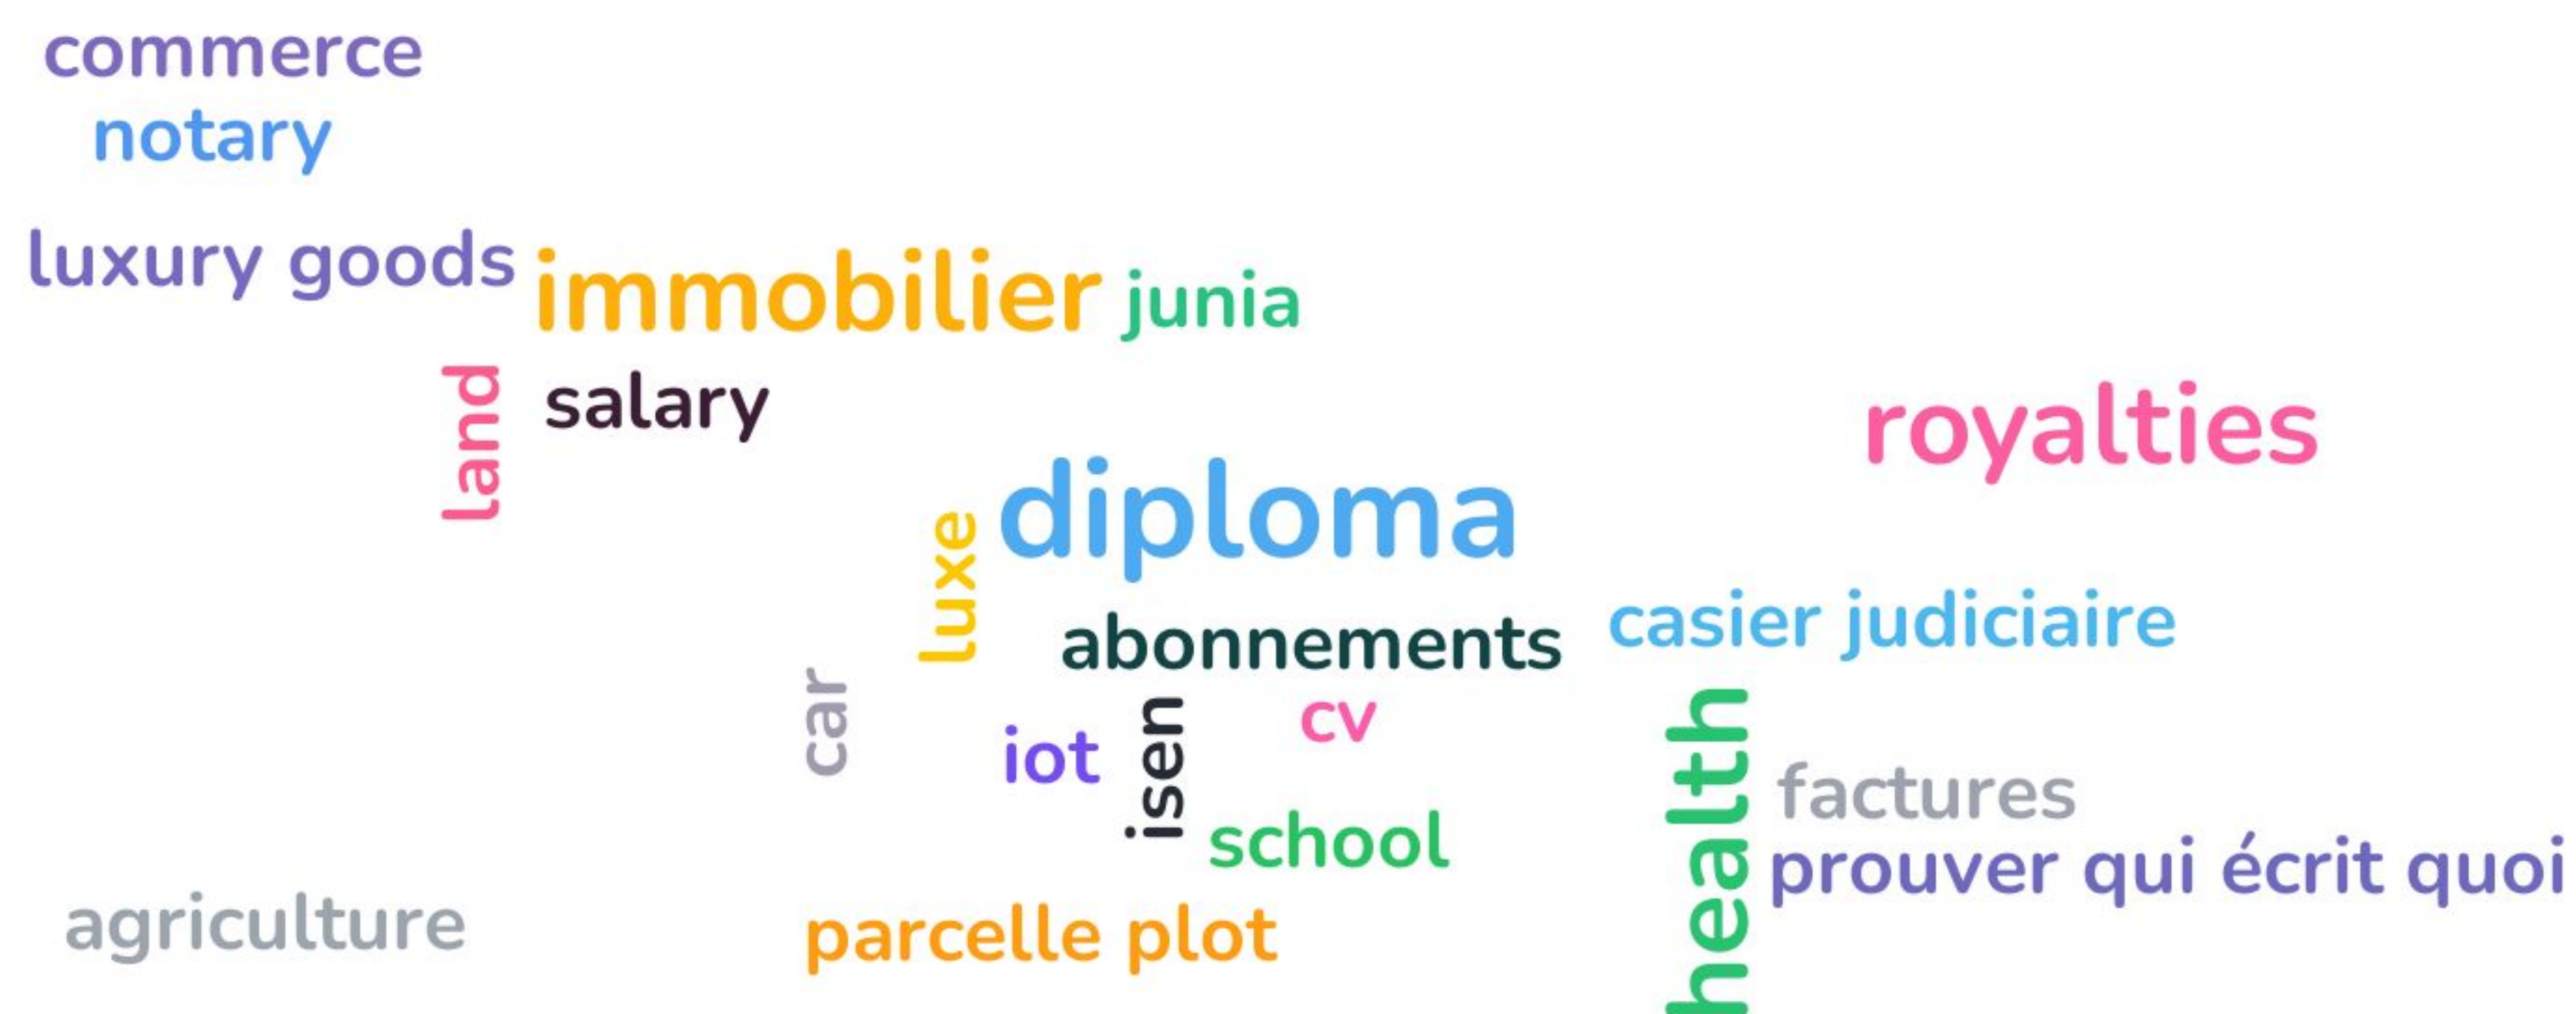 commerce
notary
luxury goods
immobilier
junia
land
salary
royalties
diploma
luxe
abonnements
casier judiciaire
car
iot
isen
cv
health
factures
school
prouver qui écrit quoi
agriculture
parcelle plot